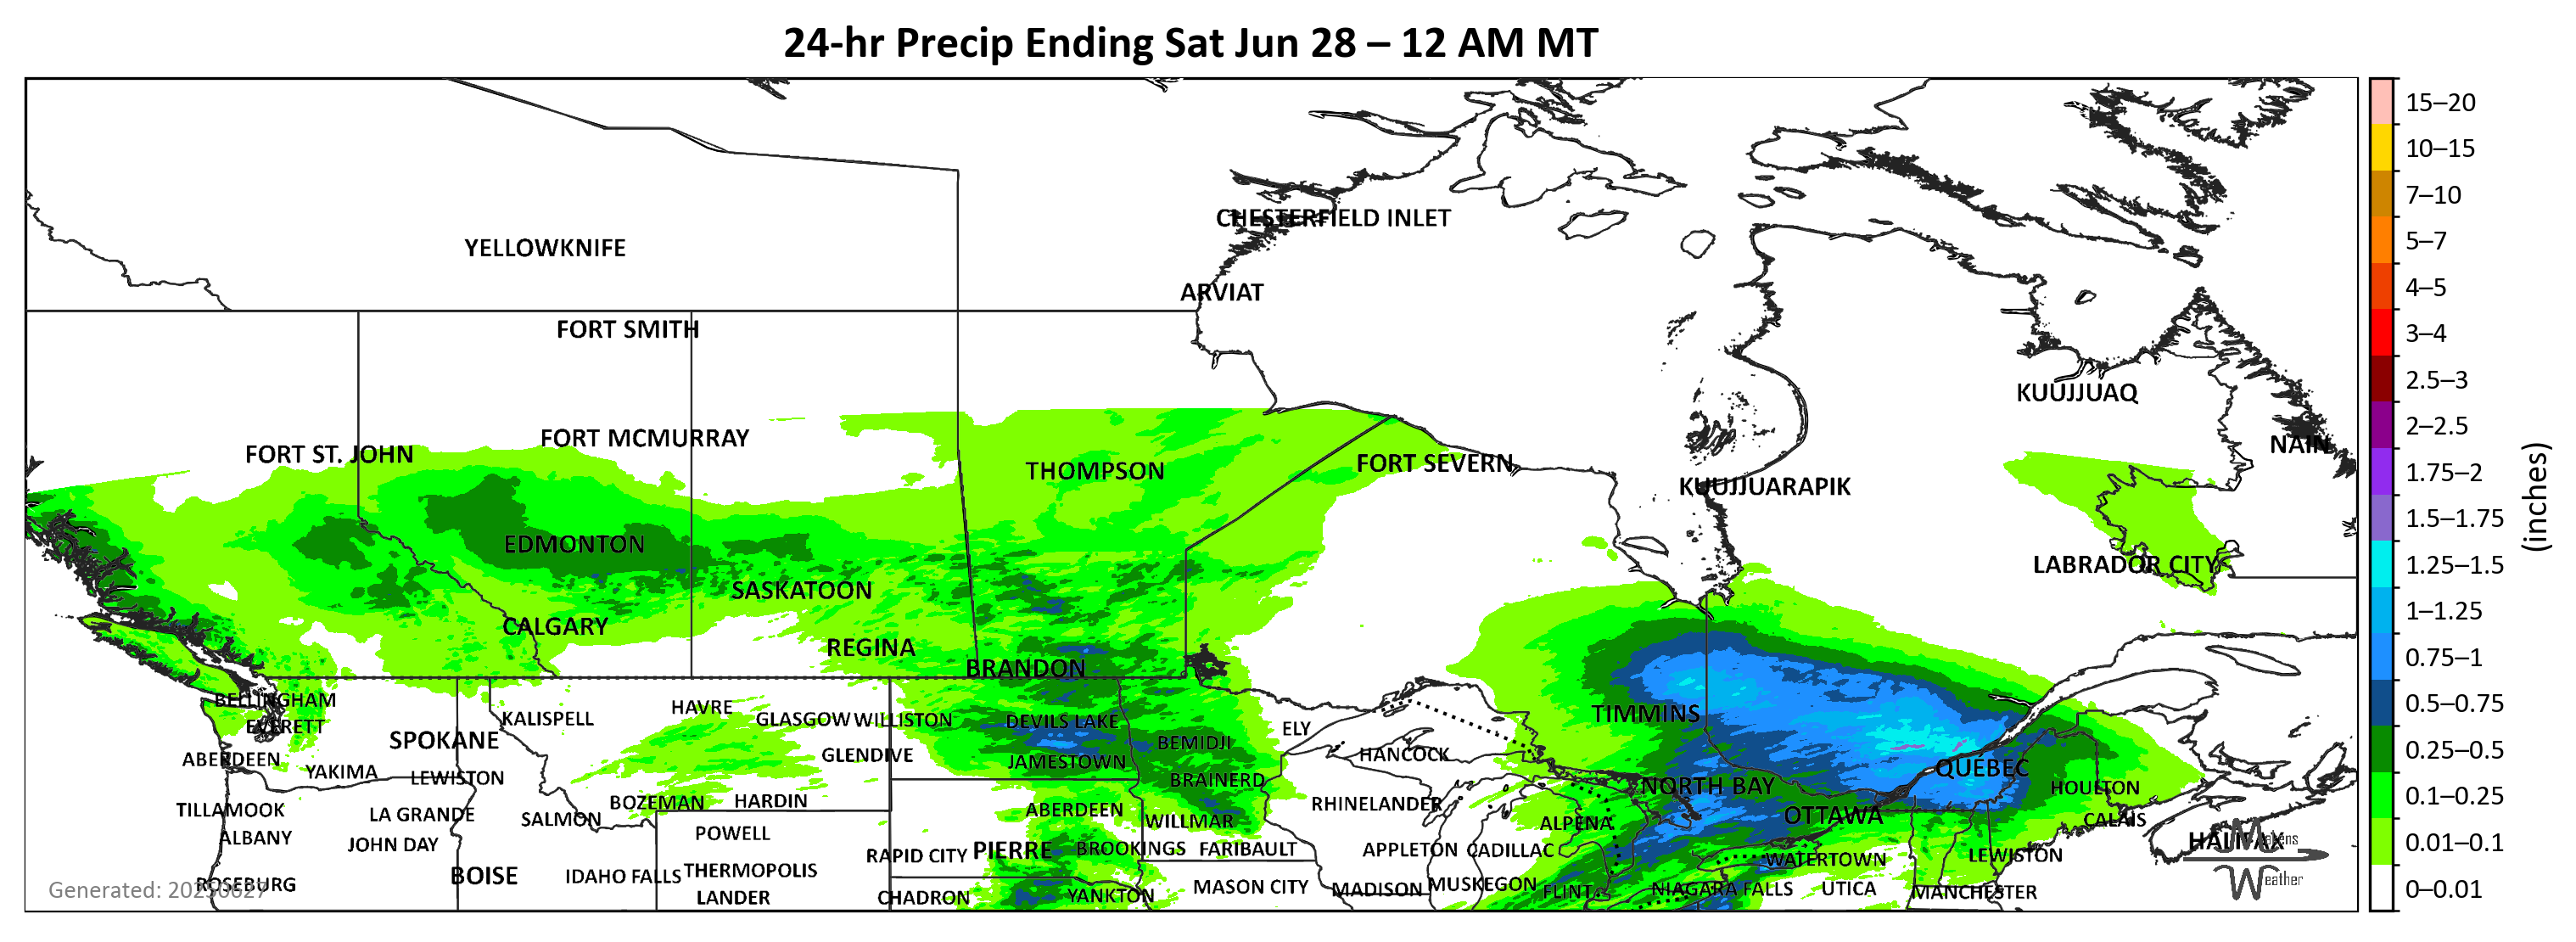 24-hr Precip Ending Sat Jun 28 – 12 AM MT
15–20
10–15
CHESTERFIELD INLET
7–10
YELLOWKNIFE
5–7
ARVIAT
4–5
FORT SMITH
3–4
2.5–3
KUUJJUAQ
2–2.5
FORT MCMURRAY
NAIN
FORT ST. JOHN
FORT SEVERN
THOMPSON
1.75–2
KUUJJUARAPIK
(inches)
1.5–1.75
EDMONTON
LABRADOR CITY
1.25–1.5
SASKATOON
1–1.25
CALGARY
REGINA
0.75–1
BRANDON
BELLINGHAM
HAVRE
0.5–0.75
TIMMINS
KALISPELL
GLASGOW WILLISTON
DEVILS LAKE
EVERETT
ELY
SPOKANE
BEMIDJI
0.25–0.5
GLENDIVE
HANCOCK
ABERDEEN
JAMESTOWN
QUÉBEC
YAKIMA
LEWISTON
BRAINERD
NORTH BAY
HOULTON
0.1–0.25
BOZEMAN
HARDIN
RHINELANDER
TILLAMOOK
LA GRANDE
ABERDEEN
OTTAWA
SALMON
WILLMAR
ALPENA
CALAIS
POWELL
ALBANY
HALIFAX
Makens
0.01–0.1
JOHN DAY
PIERRE
BROOKINGS
FARIBAULT
APPLETON
CADILLAC
RAPID CITY
LEWISTON
WATERTOWN
THERMOPOLIS
BOISE
IDAHO FALLS
Weather
ROSEBURG
MUSKEGON
MASON CITY
MADISON
FLINT
NIAGARA FALLS
UTICA
0–0.01
Generated: 20250627
MANCHESTER
YANKTON
LANDER
CHADRON